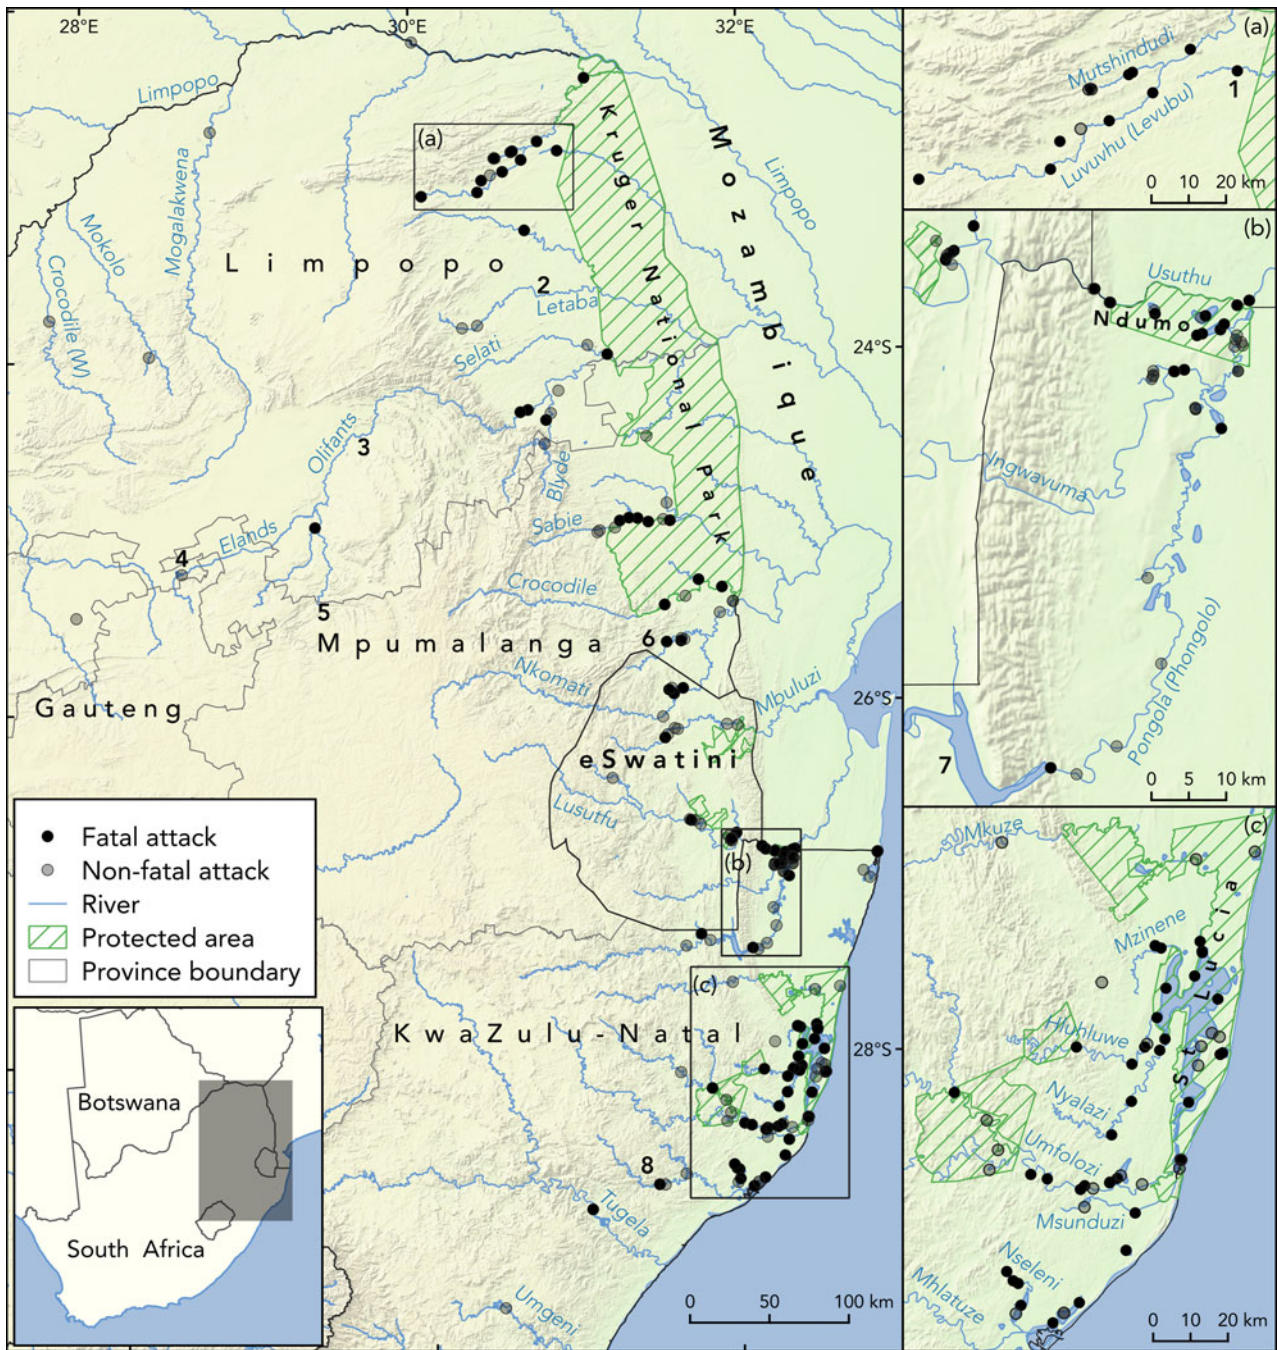 28°E
30°E
32°E
Limpopo
(a)
Mogalakwena
Mokolo
Crocodile (W)
Limpopo
2
Letaba
Selati
Kruger National Park
Mozambique
Limpopo
24°S
Olifants
3
Blyde
Sabie
Elands
4
5
Crocodile
Mpumalanga
6
Gauteng
Nkomati
Mbuluzi
26°S
eSwatini
Lusutfu
(b)
(c)
KwaZulu-Natal
28°S
8
Tugela
Umgeni
0 50 100 km
Fatal attack
Non-fatal attack
River
Protected area
Province boundary
Botswana
South Africa
(a)
Mutshindudi
1
Luvuvhu (Levubu)
0 10 20 km
(b)
Usuthu
Ndumo
Ingwavuma
Pongola (Phongolo)
7
0 5 10 km
(c)
Mkuze
Mzinene
St Lucia
Hluhluwe
Nyalazi
Umfolozi
Msunduzi
Nseleni
Mhlatuze
0 10 20 km